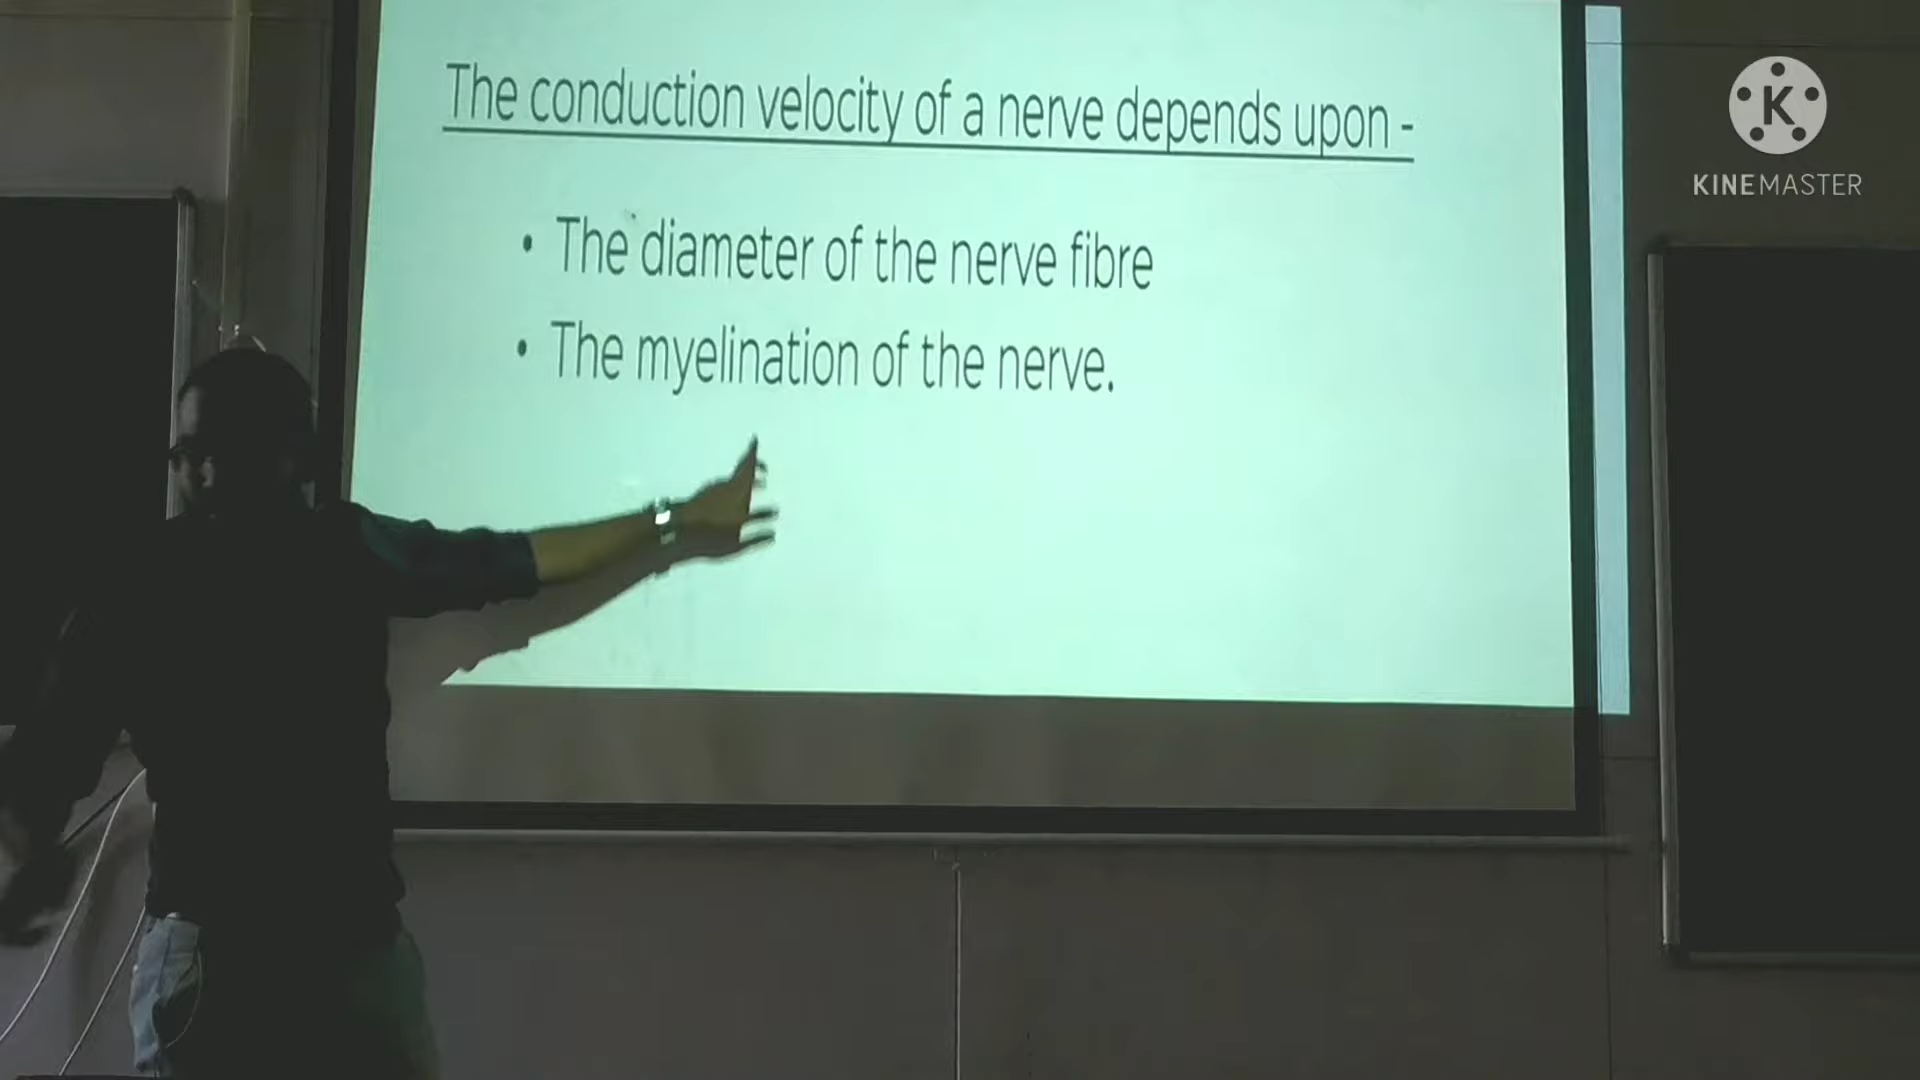 The conduction velocity of a nerve depends upon -
• The diameter of the nerve fibre
• The myelination of the nerve.
K
KINEMASTER